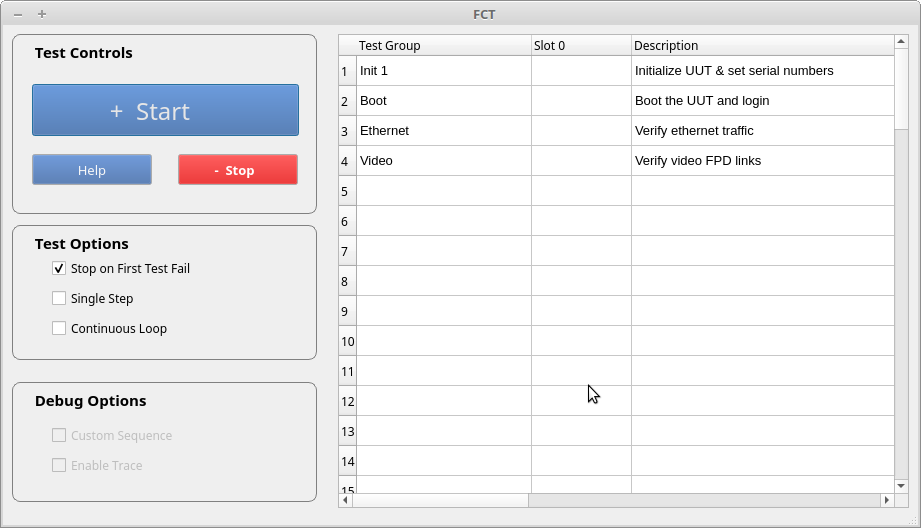 FCT
Test Controls
+ Start
Help
- Stop
Test Options
Stop on First Test Fail
Single Step
Continuous Loop
Debug Options
Custom Sequence
Enable Trace
Test Group Slot 0 Description
1 Init 1 Initialize UUT & set serial numbers
2 Boot Boot the UUT and login
3 Ethernet Verify ethernet traffic
4 Video Verify video FPD links
5
6
7
8
9
10
11
12
13
14
15